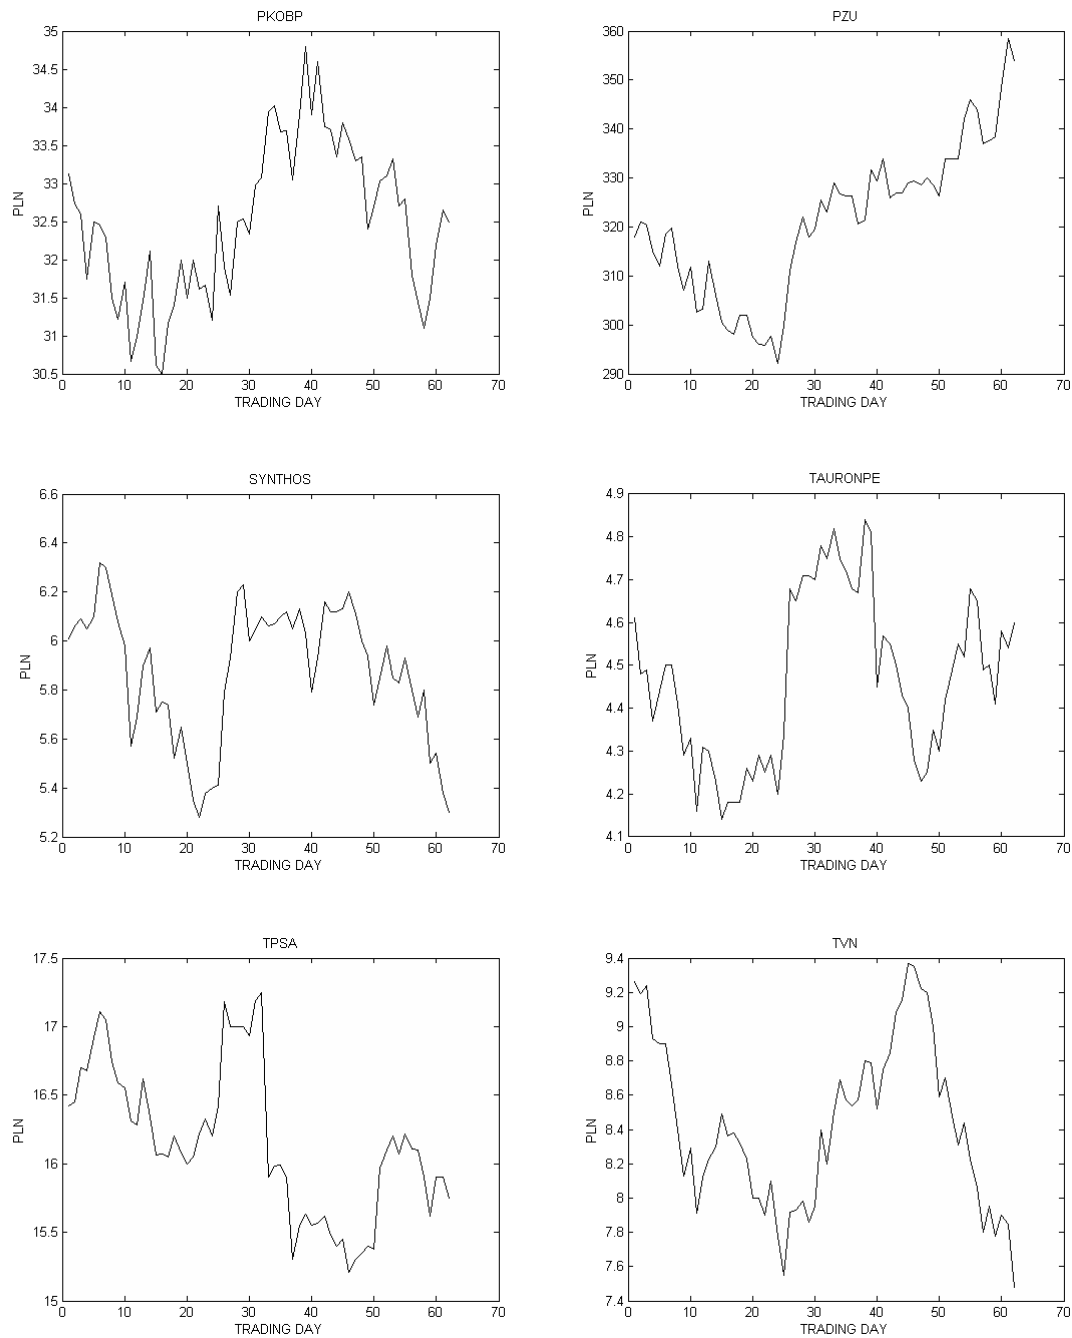 PKOBP
35
34.5
34
33.5
33
32.5
32
31.5
31
30.5
PLN
0 10 20 30 40 50 60 70
TRADING DAY
PZU
360
350
340
330
320
310
300
290
PLN
0 10 20 30 40 50 60 70
TRADING DAY
SYNTHOS
6.6
6.4
6.2
6
5.8
5.6
5.4
5.2
PLN
0 10 20 30 40 50 60 70
TRADING DAY
TAURONPE
4.9
4.8
4.7
4.6
4.5
4.4
4.3
4.2
4.1
PLN
0 10 20 30 40 50 60 70
TRADING DAY
TPSA
17.5
17
16.5
16
15.5
15
PLN
0 10 20 30 40 50 60 70
TRADING DAY
TVN
9.4
9.2
9
8.8
8.6
8.4
8.2
8
7.8
7.6
7.4
PLN
0 10 20 30 40 50 60 70
TRADING DAY